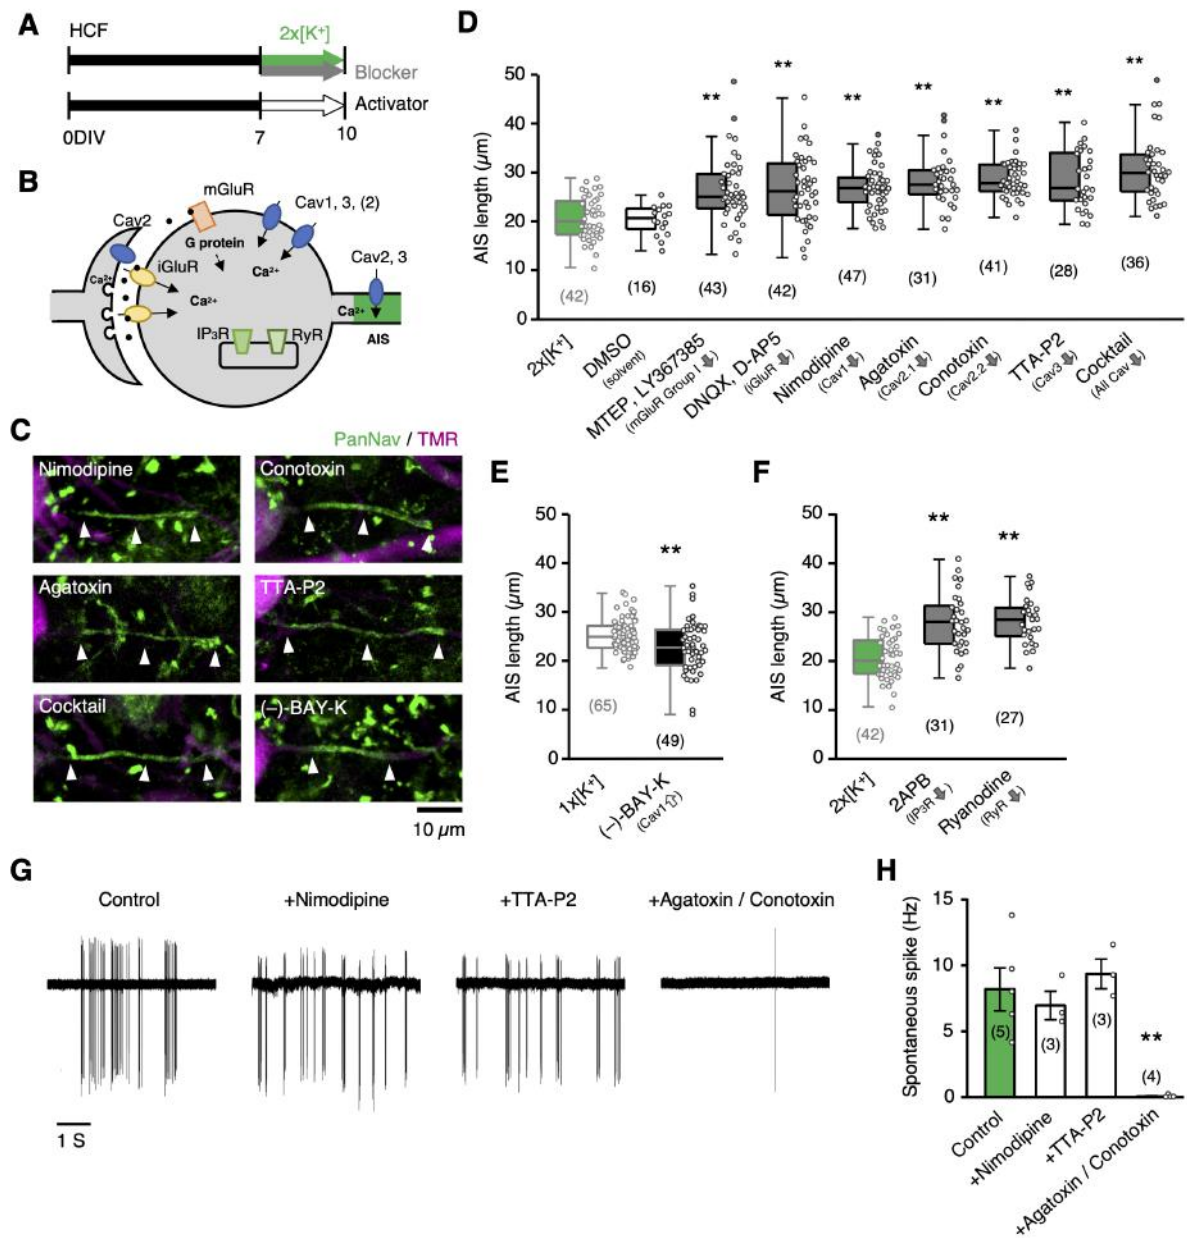 A
HCF
2x[K⁺]
Blocker
Activator
0DIV 7 10
B
mGluR
Cav1, 3, (2)
Cav2
G protein
Ca²⁺
iGluR
Cav2, 3
Ca²⁺
Ca²⁺
Ca²⁺
AIS
IP₃R RyR
C
PanNav / TMR
Nimodipine Conotoxin
Agatoxin TTA-P2
Cocktail (–)-BAY-K
10 µm
D
AIS length (µm)
50
40
30
20
10
0
** ** ** ** ** ** **
(42) (16) (43) (42) (47) (31) (41) (28) (36)
2x[K⁺]
DMSO
(solvent)
MTEP, LY367385
(mGluR Group I ⬇)
DNQX, D-AP5
(iGluR ⬇)
Nimodipine
(Cav1 ⬇)
Agatoxin
(Cav2.1 ⬇)
Conotoxin
(Cav2.2 ⬇)
TTA-P2
(Cav3 ⬇)
Cocktail
(All Cav ⬇)
E
AIS length (µm)
50
40
30
20
10
0
**
(65) (49)
1x[K⁺]
(–)-BAY-K
(Cav1⇧)
F
AIS length (µm)
50
40
30
20
10
0
** **
(42) (31) (27)
2x[K⁺]
2APB
(IP₃R ⬇)
Ryanodine
(RyR ⬇)
G
Control +Nimodipine +TTA-P2 +Agatoxin / Conotoxin
1 S
H
Spontaneous spike (Hz)
15
10
5
0
**
(5) (3) (3) (4)
Control
+Nimodipine
+TTA-P2
+Agatoxin / Conotoxin